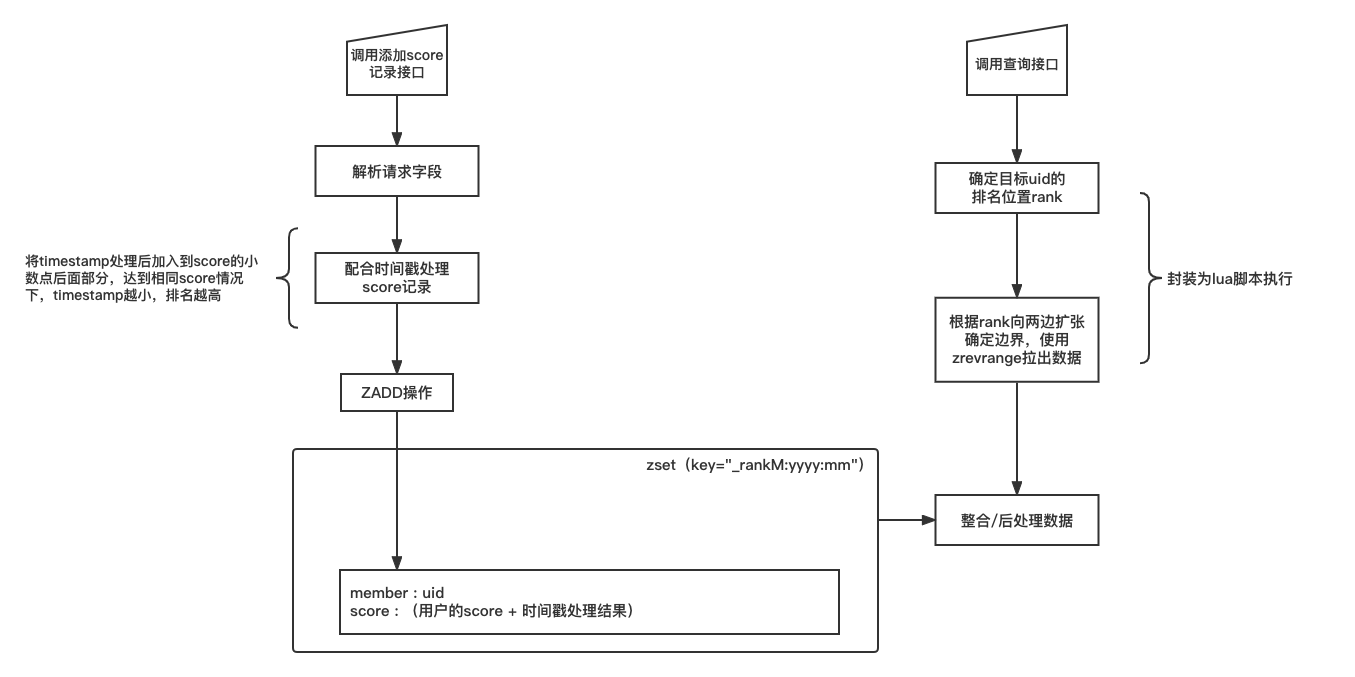 调用添加score
记录接口
解析请求字段
将timestamp处理后加入到score的小
数点后面部分，达到相同score情况
下，timestamp越小，排名越高
配合时间戳处理
score记录
ZADD操作
zset（key="_rankM:yyyy:mm"）
member : uid
score : （用户的score + 时间戳处理结果）
调用查询接口
确定目标uid的
排名位置rank
根据rank向两边扩张
确定边界，使用
zrevrange拉出数据
封装为lua脚本执行
整合/后处理数据